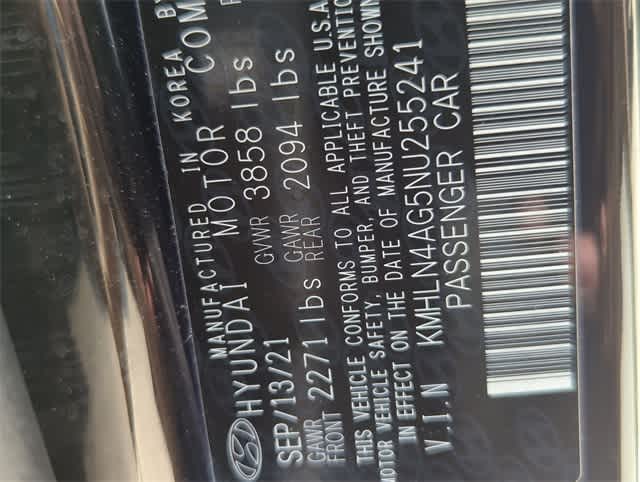 MANUFACTURED IN KOREA BY
HYUNDAI MOTOR COM
SEP/13/21 GVWR 3858 lbs
GAWR FRONT 2271 lbs GAWR REAR 2094 lbs
THIS VEHICLE CONFORMS TO ALL APPLICABLE U.S.A
MOTOR VEHICLE SAFETY, BUMPER, AND THEFT PREVENTIO
IN EFFECT ON THE DATE OF MANUFACTURE SHOWN
V.I.N KMHLN4AG5NU255241
PASSENGER CAR